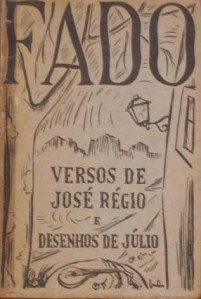 FADO
VERSOS DE
JOSÉ RÉGIO
E
DESENHOS DE JÚLIO